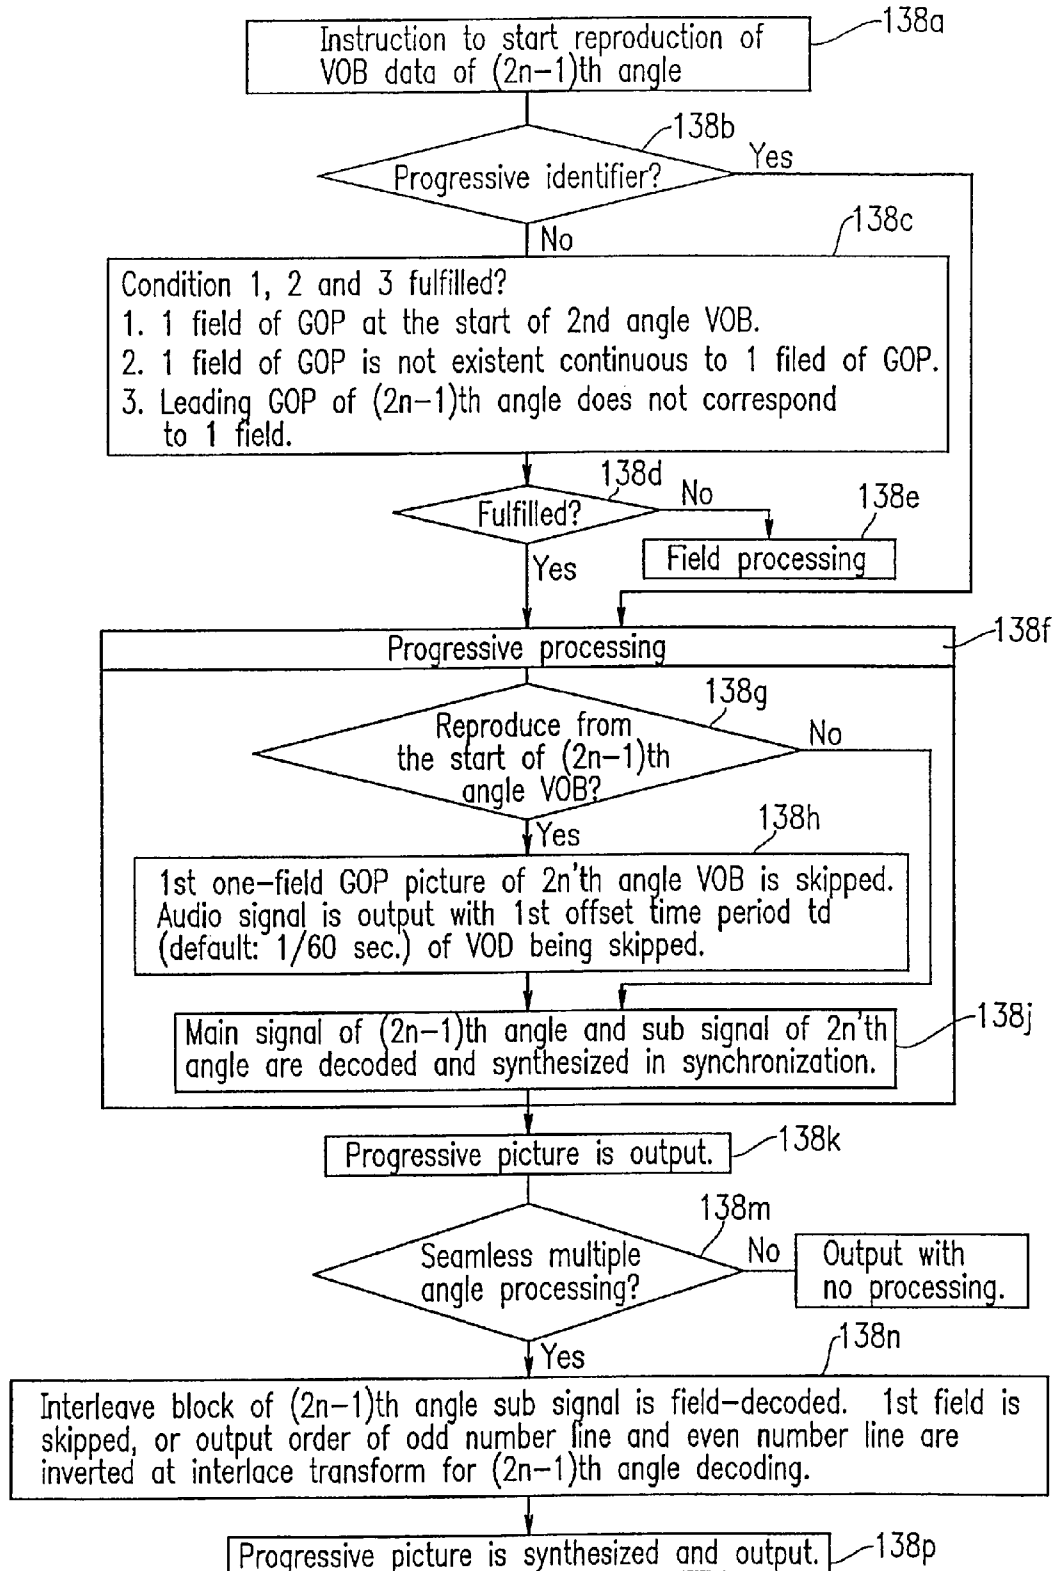 138a
Instruction to start reproduction of
VOB data of (2n-1)th angle
138b
Progressive identifier?
Yes
No
138c
Condition 1, 2 and 3 fulfilled?
1. 1 field of GOP at the start of 2nd angle VOB.
2. 1 field of GOP is not existent continuous to 1 filed of GOP.
3. Leading GOP of (2n-1)th angle does not correspond
to 1 field.
138d
Fulfilled?
No
138e
Field processing
Yes
138f
Progressive processing
138g
Reproduce from
the start of (2n-1)th
angle VOB?
No
Yes
138h
1st one-field GOP picture of 2n'th angle VOB is skipped.
Audio signal is output with 1st offset time period td
(default: 1/60 sec.) of VOD being skipped.
138j
Main signal of (2n-1)th angle and sub signal of 2n'th
angle are decoded and synthesized in synchronization.
138k
Progressive picture is output.
138m
Seamless multiple
angle processing?
No
Output with
no processing.
Yes
138n
Interleave block of (2n-1)th angle sub signal is field-decoded. 1st field is
skipped, or output order of odd number line and even number line are
inverted at interlace transform for (2n-1)th angle decoding.
138p
Progressive picture is synthesized and output.